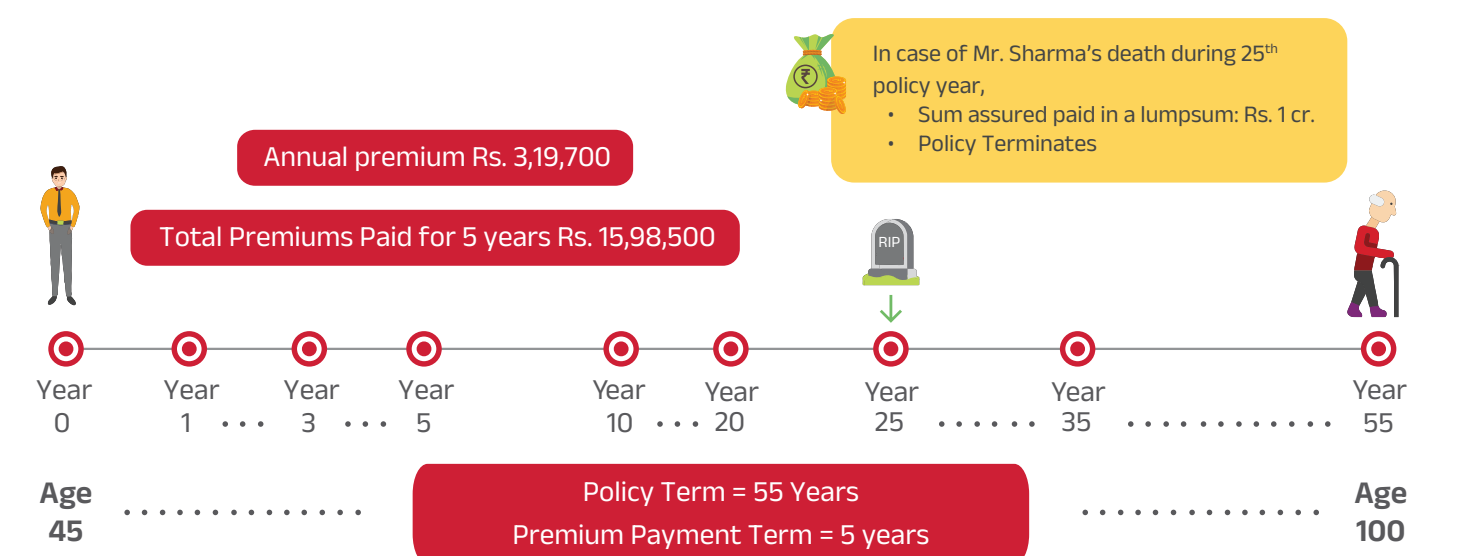 In case of Mr. Sharma's death during 25th
policy year,
• Sum assured paid in a lumpsum: Rs. 1 cr.
• Policy Terminates
Annual premium Rs. 3,19,700
Total Premiums Paid for 5 years Rs. 15,98,500
₹
RIP
Year Year Year Year Year Year Year Year Year
0 1 ... 3 ... 5 10 ... 20 25 ...... 35 ............ 55
Age Age
45 100
Policy Term = 55 Years
Premium Payment Term = 5 years